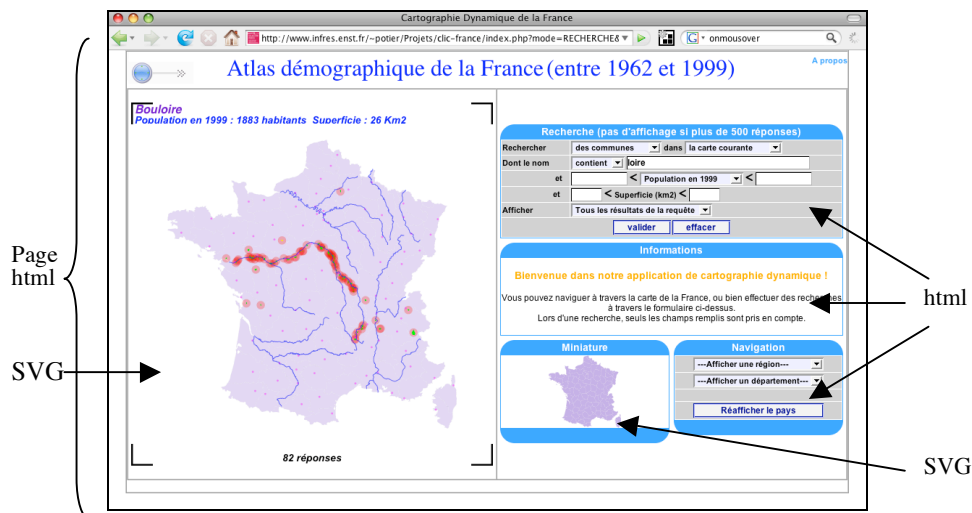 Cartographie Dynamique de la France
http://www.infres.enst.fr/~potier/Projets/clic-france/index.php?mode=RECHERCHE&
onmousover
Atlas démographique de la France (entre 1962 et 1999)
A propos
Bouloire
Population en 1999 : 1883 habitants Superficie : 26 Km2
82 réponses
Recherche (pas d'affichage si plus de 500 réponses)
Rechercher des communes dans la carte courante
Dont le nom contient loire
et < Population en 1999 <
et < Superficie (km2) <
Afficher Tous les résultats de la requête
valider effacer
Informations
Bienvenue dans notre application de cartographie dynamique !
Vous pouvez naviguer à travers la carte de la France, ou bien effectuer des recherches
à travers le formulaire ci-dessus.
Lors d'une recherche, seuls les champs remplis sont pris en compte.
Miniature
Navigation
---Afficher une région---
---Afficher un département---
Réafficher le pays
Page
html
SVG
html
SVG